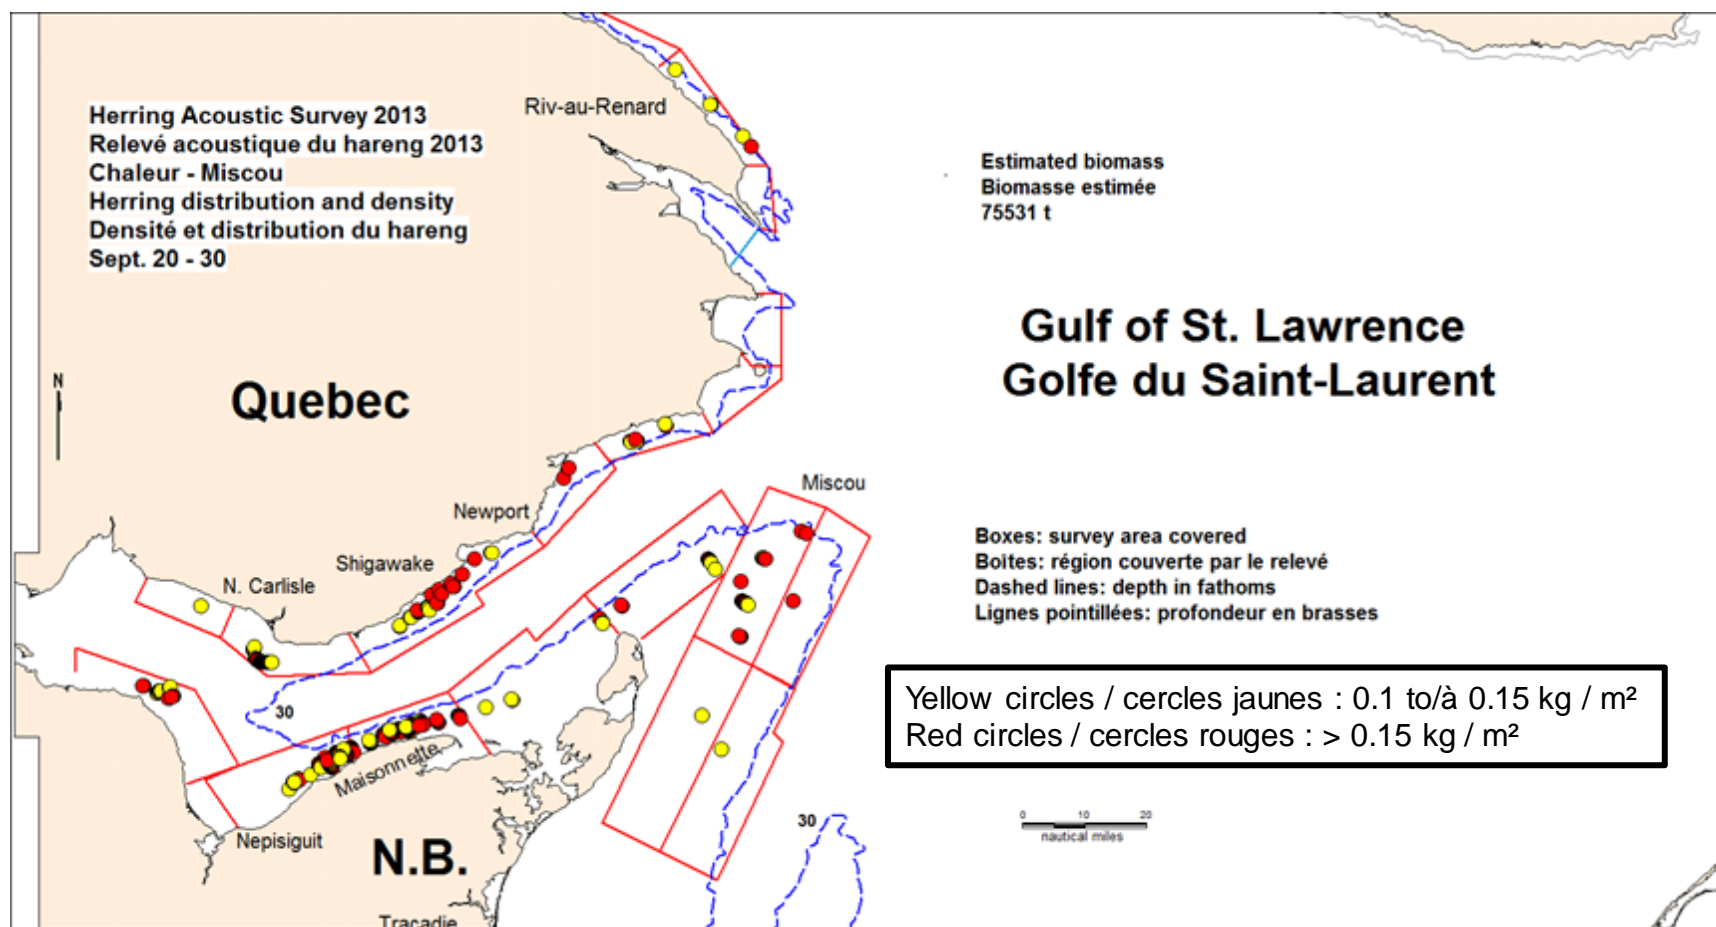 Herring Acoustic Survey 2013
Relevé acoustique du hareng 2013
Chaleur - Miscou
Herring distribution and density
Densité et distribution du hareng
Sept. 20 - 30
Riv-au-Renard
Estimated biomass
Biomasse estimée
75531 t
Gulf of St. Lawrence
Golfe du Saint-Laurent
N
Quebec
Miscou
Newport
Shigawake
N. Carlisle
Boxes: survey area covered
Boîtes: région couverte par le relevé
Dashed lines: depth in fathoms
Lignes pointillées: profondeur en brasses
Yellow circles / cercles jaunes : 0.1 to/à 0.15 kg / m²
Red circles / cercles rouges : > 0.15 kg / m²
30
Maisonnette
Nepisiguit
N.B.
30
0 10 20
nautical miles
Tracadie